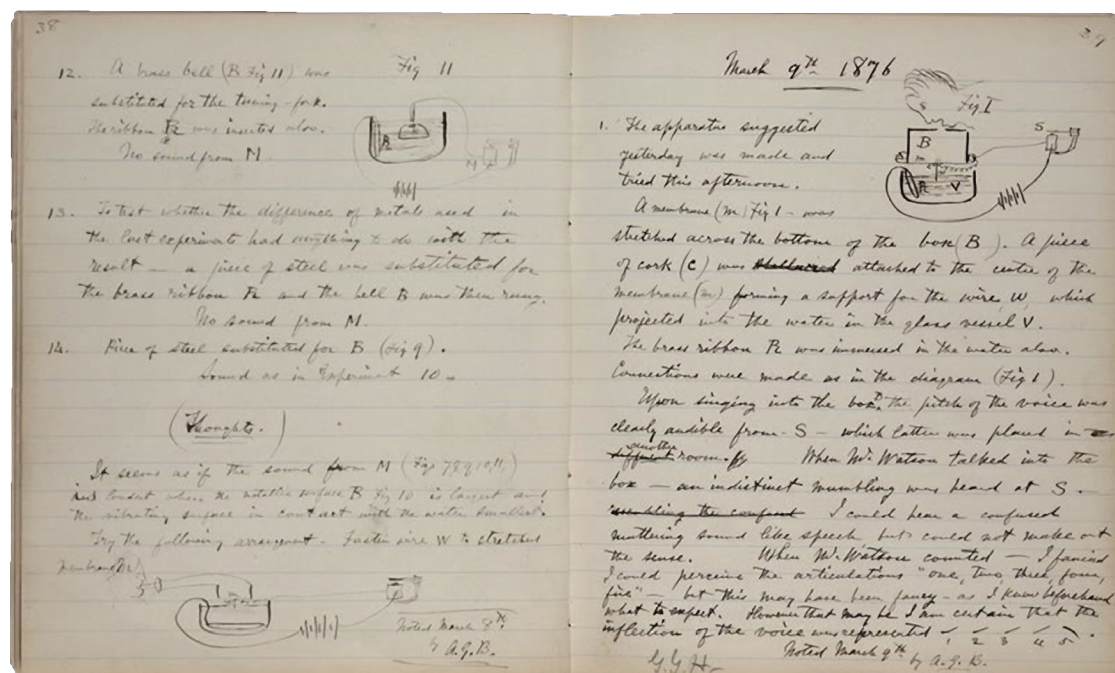 38
12. A brass bell (B Fig 11) was
Fig 11
substituted for the tuning-fork.
The ribbon R was inserted also.
No sound from M.
R
M
13. To test whether the difference of metals used in
the last experiments had anything to do with the
result — a piece of steel was substituted for
the brass ribbon R and the bell B was then rung.
No sound from M.
14. Piece of steel substituted for B (Fig 9).
Sound as in Experiment 10.
(Thoughts.)
It seems as if the sound from M (Figs 7 8 9 10, 11,)
loudest when the metallic surface B Fig 10 is largest and
the vibrating surface in contact with the water smallest.
Try the following arrangement. Fasten wire W to stretched
membrane
Noted March 8th
by A.G.B.
39
March 9th 1876
Fig I
B
S
m
R
V
1. The apparatus suggested
yesterday was made and
tried this afternoon.
A membrane (m) Fig 1 - was
stretched across the bottom of the box (B). A piece
of cork (C) was attached to the centre of the
membrane (m) forming a support for the wire W which
projected into the water in the glass vessel V.
The brass ribbon R was immersed in the water also.
Connections were made as in the diagram (Fig 1).
Upon singing into the box, the pitch of the voice was
clearly audible from - S - which latter was placed in
different another room. When Mr. Watson talked into the
box — an indistinct mumbling was heard at S.
I could hear a confused
muttering sound like speech but could not make out
the sense. When Mr. Watson counted — I fancied
I could perceive the articulations "one, two, three, four,
five" — but this may have been fancy - as I knew beforehand
what to expect. However that may be I am certain that the
inflection of the voice was represented 1 2 3 4 5.
Noted March 9th
by A.G.B.
G.G.H.